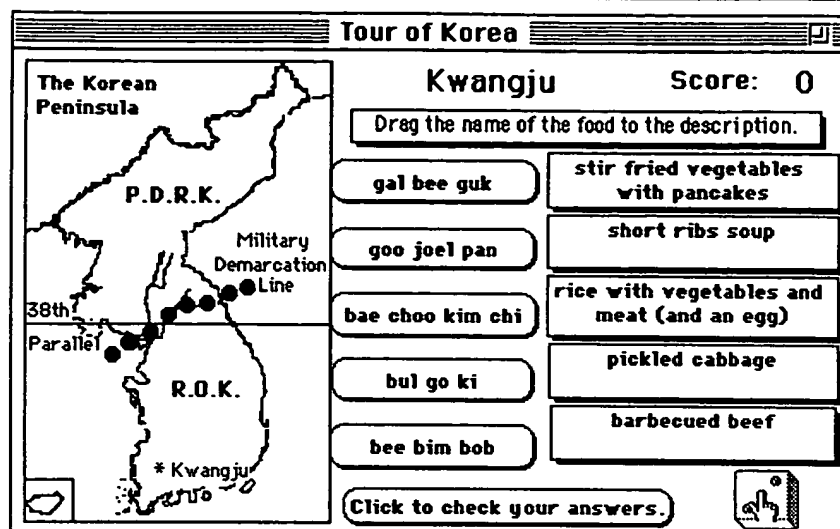 Tour of Korea
The Korean
Peninsula
P.D.R.K.
Military
Demarcation
Line
38th
Parallel
R.O.K.
* Kwangju
Kwangju Score: 0
Drag the name of the food to the description.
gal bee guk
goo joel pan
bae choo kim chi
bul go ki
bee bim bob
stir fried vegetables
with pancakes
short ribs soup
rice with vegetables and
meat (and an egg)
pickled cabbage
barbecued beef
Click to check your answers.